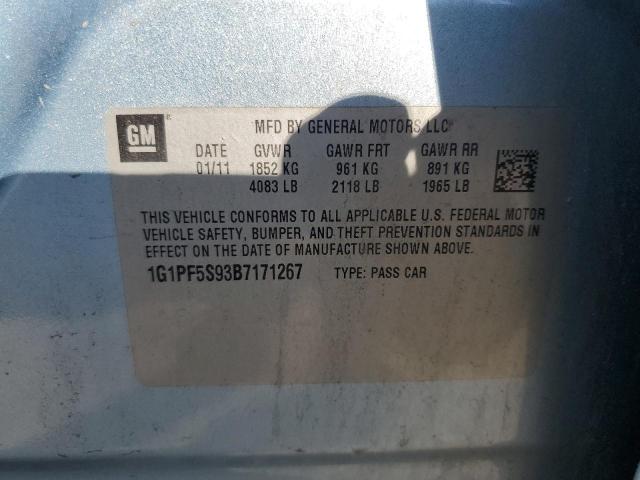 GM
MFD BY GENERAL MOTORS LLC
DATE GVWR GAWR FRT GAWR RR
01/11 1852 KG 961 KG 891 KG
4083 LB 2118 LB 1965 LB
THIS VEHICLE CONFORMS TO ALL APPLICABLE U.S. FEDERAL MOTOR
VEHICLE SAFETY, BUMPER, AND THEFT PREVENTION STANDARDS IN
EFFECT ON THE DATE OF MANUFACTURE SHOWN ABOVE.
1G1PF5S93B7171267 TYPE: PASS CAR